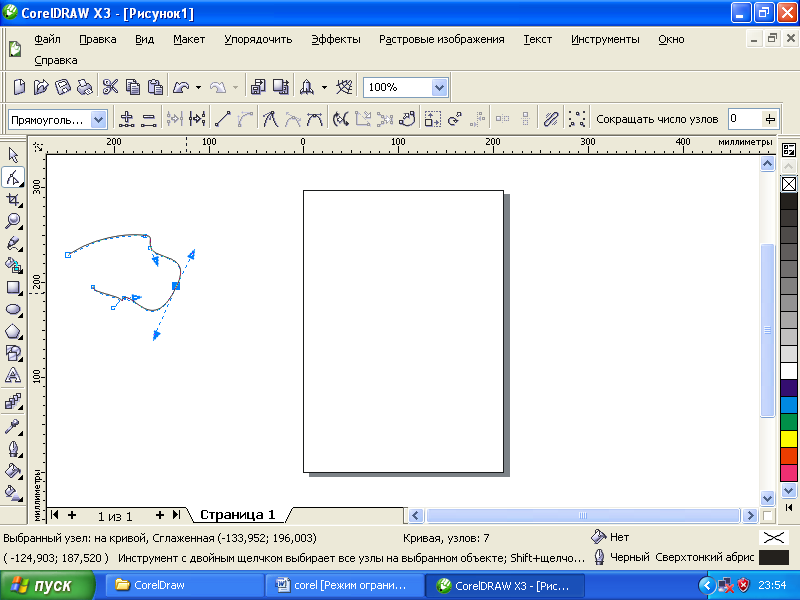 CorelDRAW X3 - [Рисунок1]
Файл Правка Вид Макет Упорядочить Эффекты Растровые изображения Текст Инструменты Окно
Справка
100%
Прямоуголь... Сокращать число узлов 0
200 100 0 100 200 300 400 миллиметры
300
200
100
миллиметры
1 из 1 Страница 1
Выбранный узел: на кривой, Сглаженная (-133,952; 196,003) Кривая, узлов: 7 Нет
( -124,903; 187,520 ) Инструмент с двойным щелчком выбирает все узлы на выбранном объекте; Shift+щелчо... Черный Сверхтонкий абрис
пуск CorelDraw corel [Режим ограни... CorelDRAW X3 - [Рис... 23:54